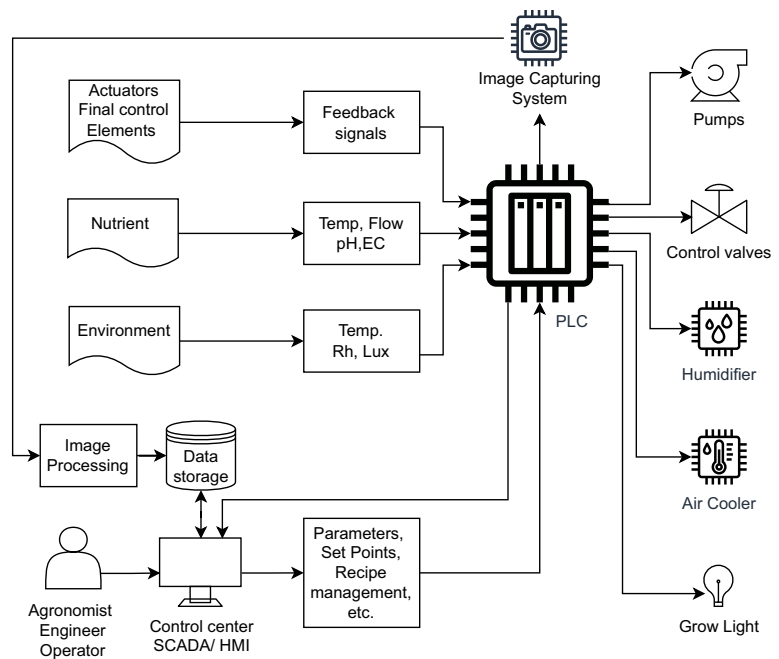 Image Capturing
System
Actuators
Final control
Elements
Feedback
signals
Pumps
Nutrient
Temp, Flow
pH,EC
Control valves
Environment
Temp.
Rh, Lux
PLC
Humidifier
Image
Processing
Data
storage
Air Cooler
Parameters,
Set Points,
Recipe
management,
etc.
Agronomist
Engineer
Operator
Control center
SCADA/ HMI
Grow Light